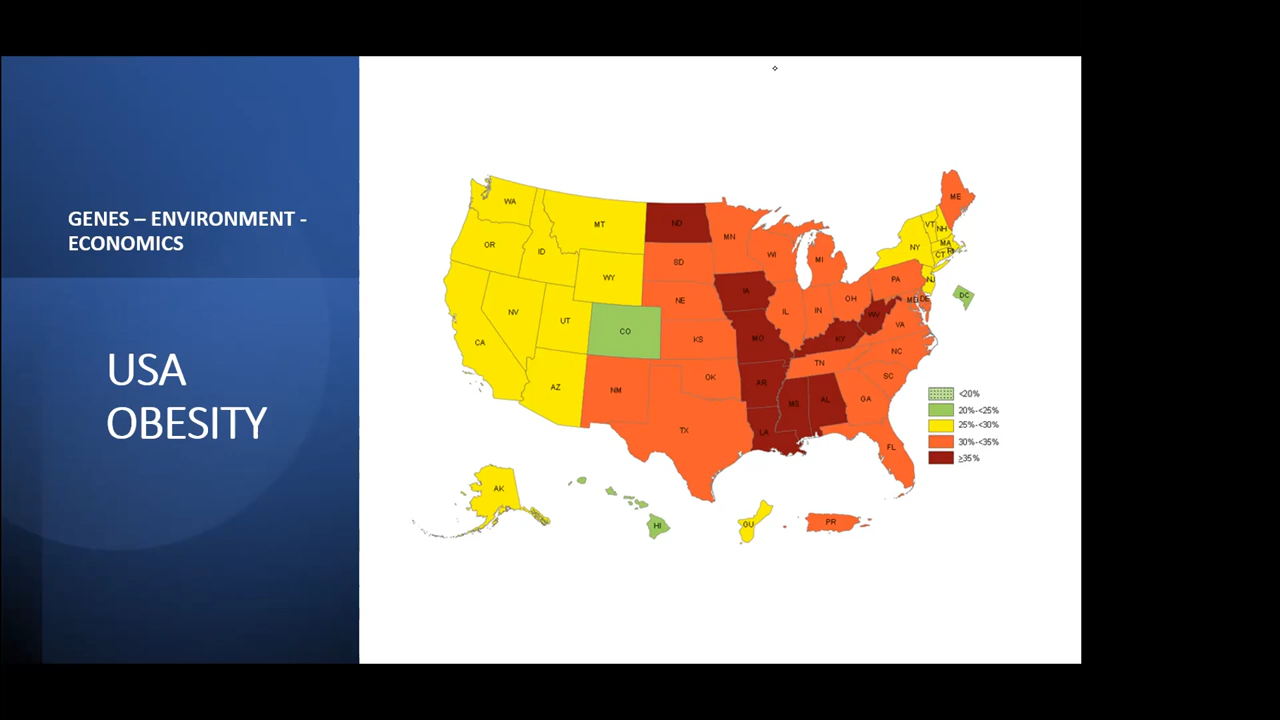 GENES – ENVIRONMENT -
ECONOMICS
USA
OBESITY
WA
OR
CA
ID
NV
MT
WY
UT
AZ
CO
NM
ND
SD
NE
KS
OK
TX
MN
IA
MO
AR
LA
WI
IL
MI
IN
OH
KY
TN
MS
AL
GA
FL
SC
NC
VA
WV
PA
MD
DE
NJ
NY
CT
RI
MA
VT
NH
ME
DC
AK
HI
GU
PR
<20%
20%-<25%
25%-<30%
30%-<35%
≥35%